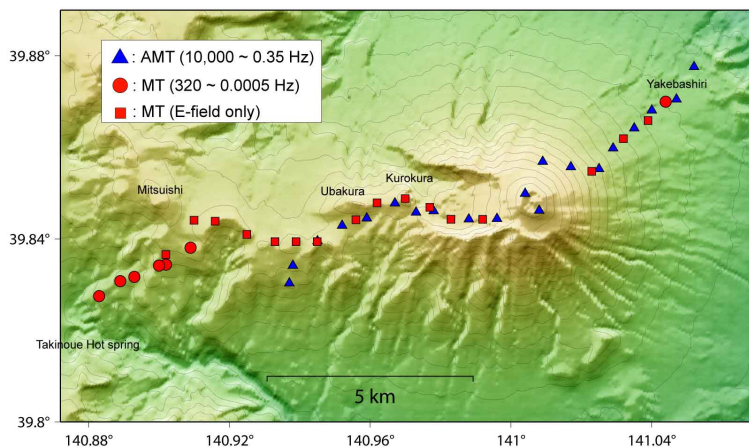 39.88°
▲ : AMT (10,000 ~ 0.35 Hz)
● : MT (320 ~ 0.0005 Hz)
■ : MT (E-field only)
Yakebashiri
Kurokura
Mitsuishi
Ubakura
39.84°
Takinoue Hot spring
5 km
39.8°
140.88°
140.92°
140.96°
141°
141.04°